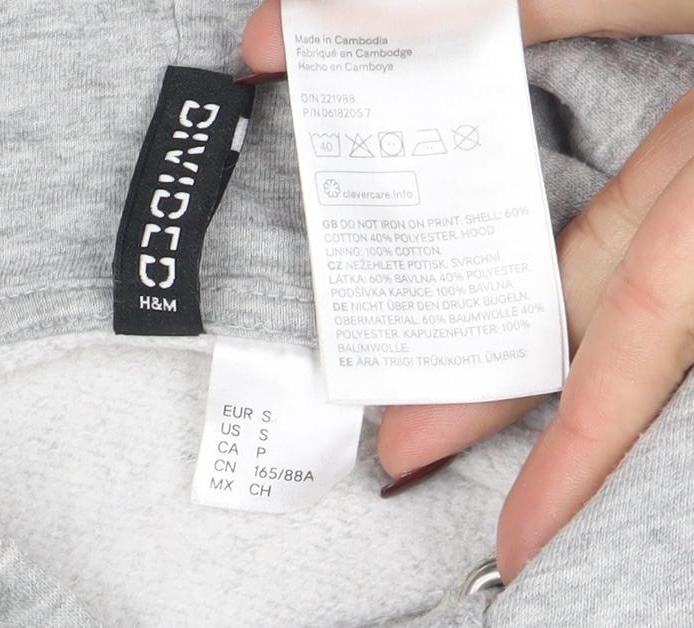 DIVIDED
H&M
Made in Cambodia
Fabriqué en Cambodge
Hecho en Camboya
O/N 221988
P/N 0618205 7
40
clevercare.info
GB DO NOT IRON ON PRINT, SHELL: 60%
COTTON 40% POLYESTER. HOOD
LINING: 100% COTTON.
CZ NEŽEHLETE POTISK. SVRCHNÍ
LÁTKA: 60% BAVLNA 40% POLYESTER.
PODŠÍVKA KAPUCE: 100% BAVLNA.
DE NICHT ÜBER DEN DRUCK BÜGELN.
OBERMATERIAL: 60% BAUMWOLLE 40%
POLYESTER. KAPUZENFUTTER: 100%
BAUMWOLLE.
EE ÄRA TRIIGI TRÜKIKOHTI. ÜMBRIS:
EUR S
US S
CA P
CN 165/88A
MX CH